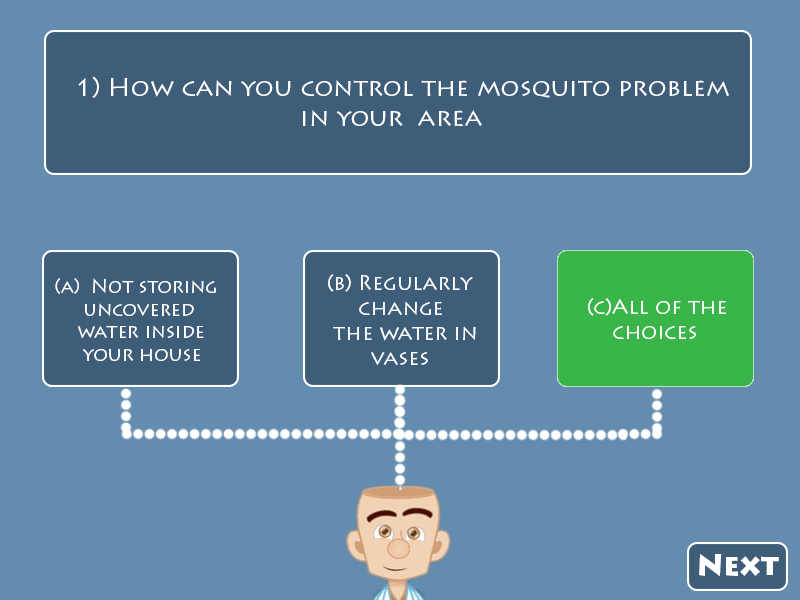 1) How can you control the mosquito problem
in your area
(a) Not storing
uncovered
water inside
your house
(b) Regularly
change
the water in
vases
(c)All of the
choices
Next